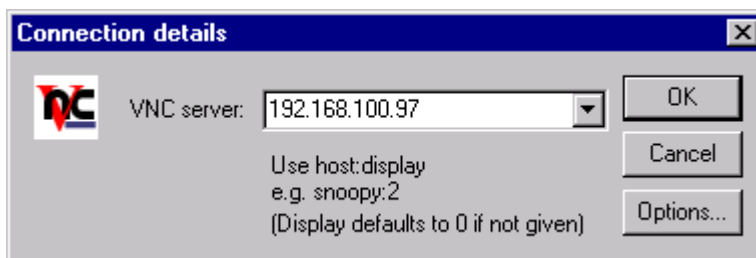 Connection details
VNC
VNC server: 192.168.100.97
OK
Use host:display
Cancel
e.g. snoopy:2
(Display defaults to 0 if not given)
Options...